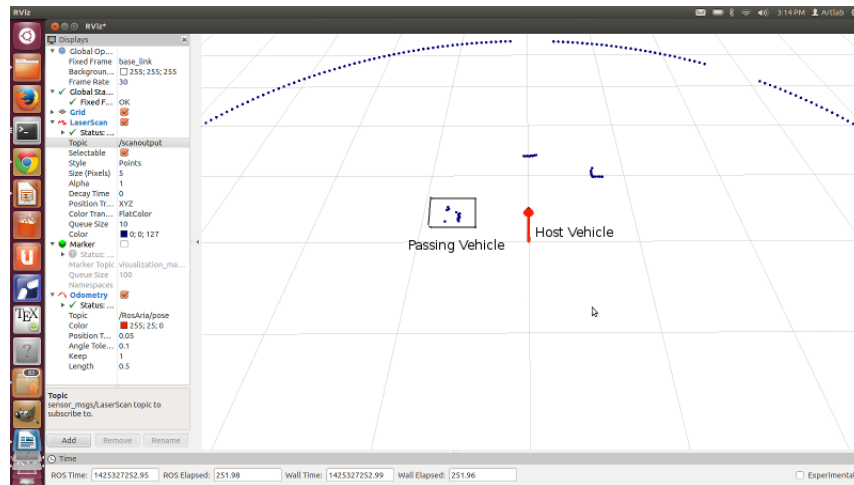 RViz
3:14 PM Artlab
RViz*
Displays
Global Op...
Fixed Frame base_link
Backgroun... 255; 255; 255
Frame Rate 30
Global Sta...
Fixed F... OK
Grid
LaserScan
Status: ...
Topic /scanoutput
Selectable
Style Points
Size (Pixels) 5
Alpha 1
Decay Time 0
Position Tr... XYZ
Color Tran... FlatColor
Queue Size 10
Color 0; 0; 127
Marker
Status: ...
Marker Topic visualization_ma...
Queue Size 100
Namespaces
Odometry
Status: ...
Topic /RosAria/pose
Color 255; 25; 0
Position T... 0.05
Angle Tole... 0.1
Keep 1
Length 0.5
Passing Vehicle
Host Vehicle
Topic
sensor_msgs/LaserScan topic to
subscribe to.
Add Remove Rename
Time
ROS Time: 1425327252.95 ROS Elapsed: 251.98 Wall Time: 1425327252.99 Wall Elapsed: 251.96 Experimental
TEX